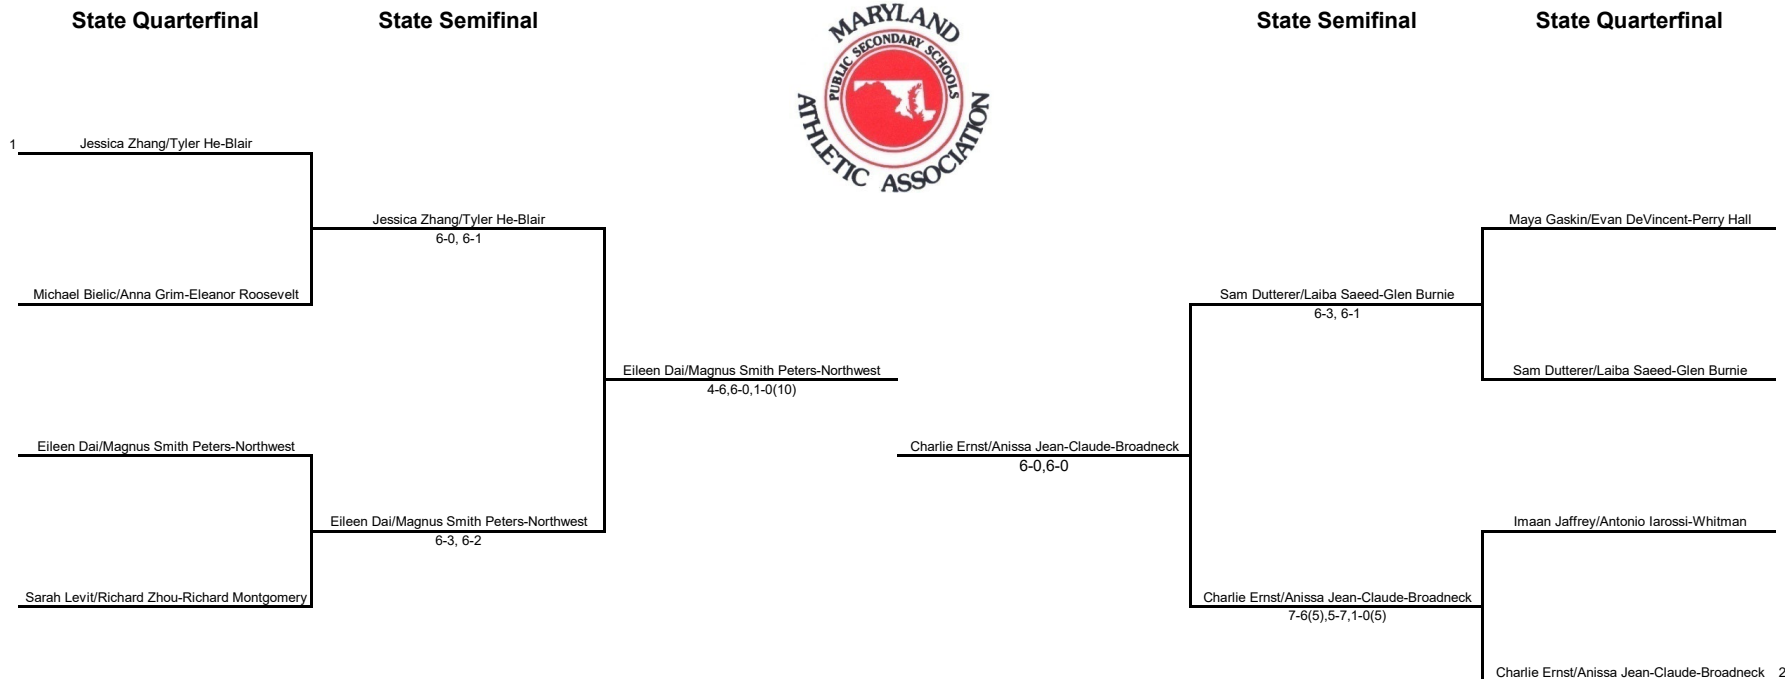 State Quarterfinal
State Semifinal
MARYLAND
PUBLIC SECONDARY SCHOOLS
ATHLETIC ASSOCIATION
State Semifinal
State Quarterfinal
1
Jessica Zhang/Tyler He-Blair
Jessica Zhang/Tyler He-Blair
6-0, 6-1
Michael Bielic/Anna Grim-Eleanor Roosevelt
Eileen Dai/Magnus Smith Peters-Northwest
4-6,6-0,1-0(10)
Eileen Dai/Magnus Smith Peters-Northwest
Eileen Dai/Magnus Smith Peters-Northwest
6-3, 6-2
Sarah Levit/Richard Zhou-Richard Montgomery
Charlie Ernst/Anissa Jean-Claude-Broadneck
6-0,6-0
Maya Gaskin/Evan DeVincent-Perry Hall
Sam Dutterer/Laiba Saeed-Glen Burnie
6-3, 6-1
Sam Dutterer/Laiba Saeed-Glen Burnie
Imaan Jaffrey/Antonio Iarossi-Whitman
Charlie Ernst/Anissa Jean-Claude-Broadneck
7-6(5),5-7,1-0(5)
Charlie Ernst/Anissa Jean-Claude-Broadneck
2